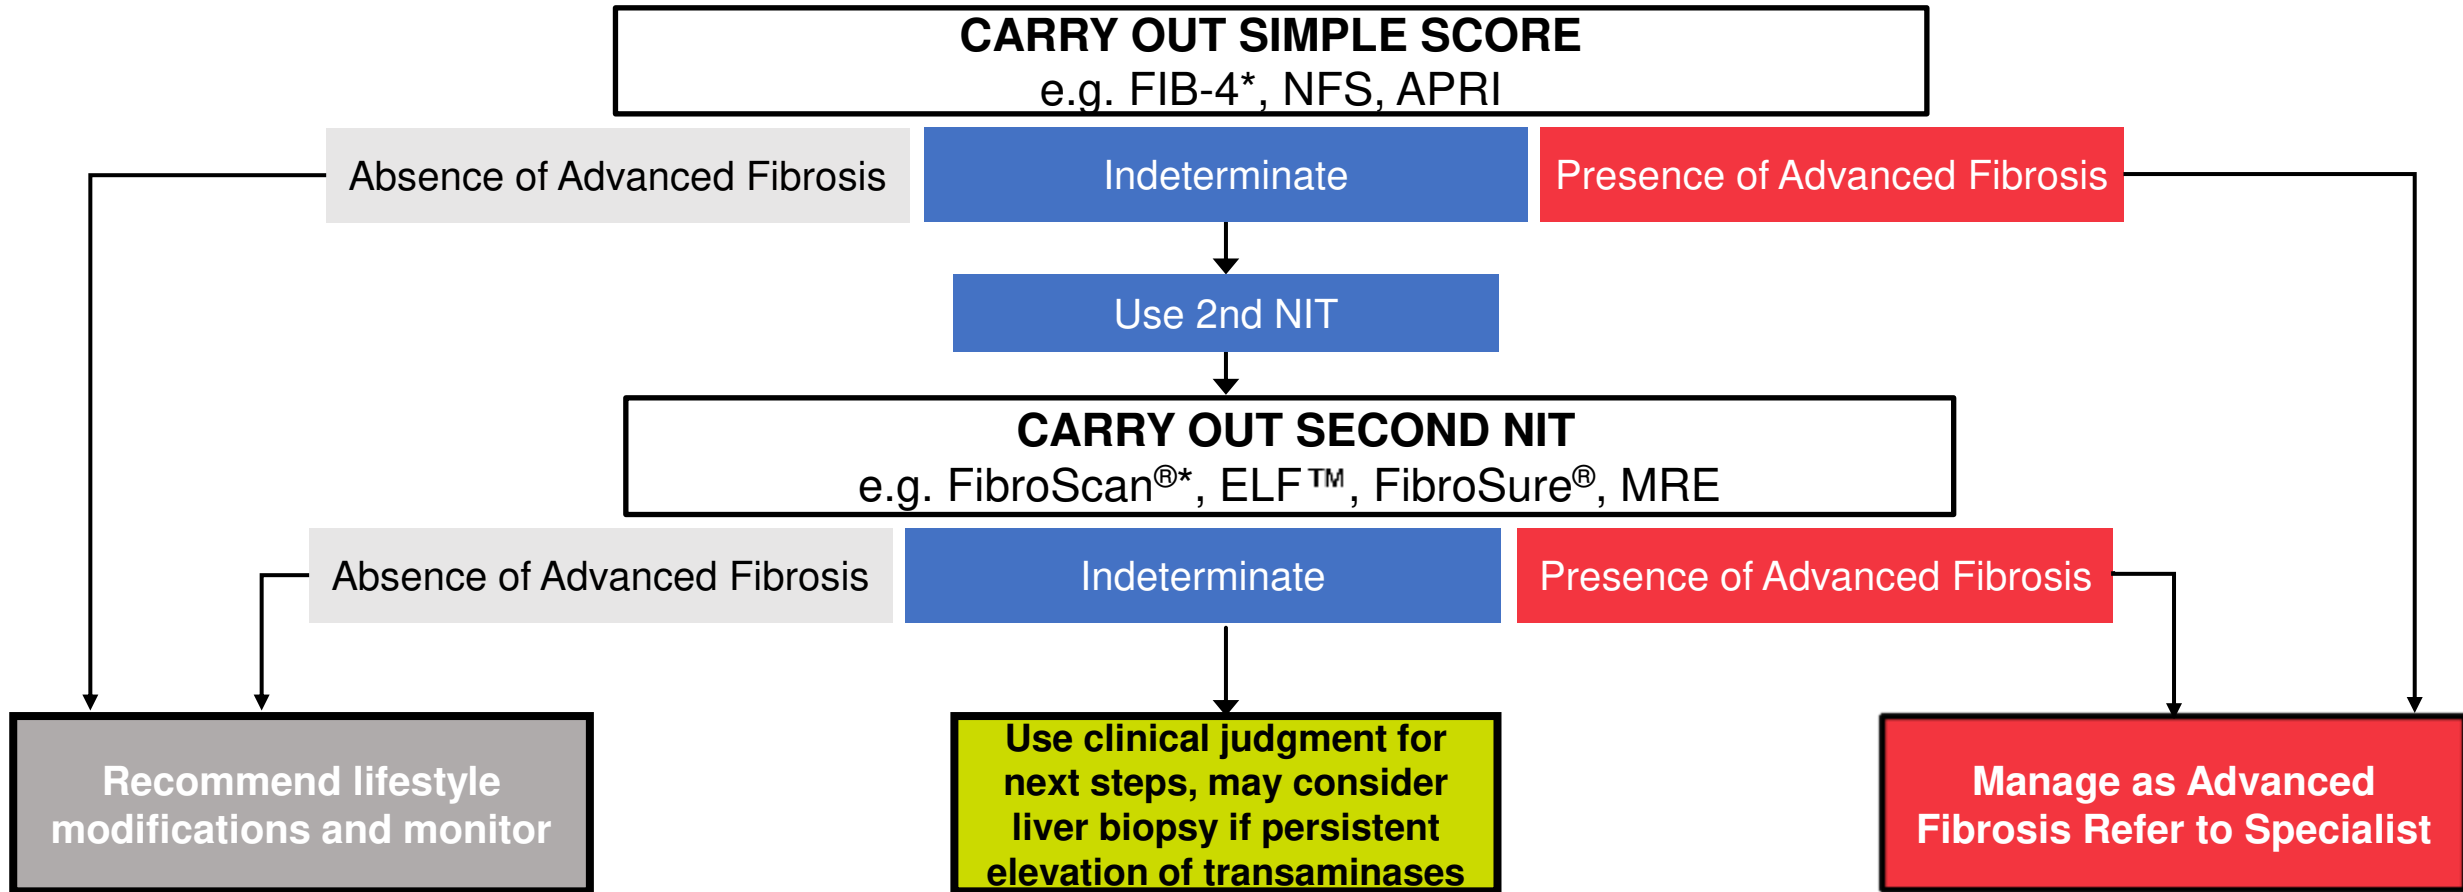 CARRY OUT SIMPLE SCORE
e.g. FIB-4*, NFS, APRI
Absence of Advanced Fibrosis
Indeterminate
Presence of Advanced Fibrosis
Use 2nd NIT
CARRY OUT SECOND NIT
e.g. FibroScan®*, ELF™, FibroSure®, MRE
Absence of Advanced Fibrosis
Indeterminate
Presence of Advanced Fibrosis
Recommend lifestyle
modifications and monitor
Use clinical judgment for
next steps, may consider
liver biopsy if persistent
elevation of transaminases
Manage as Advanced
Fibrosis Refer to Specialist